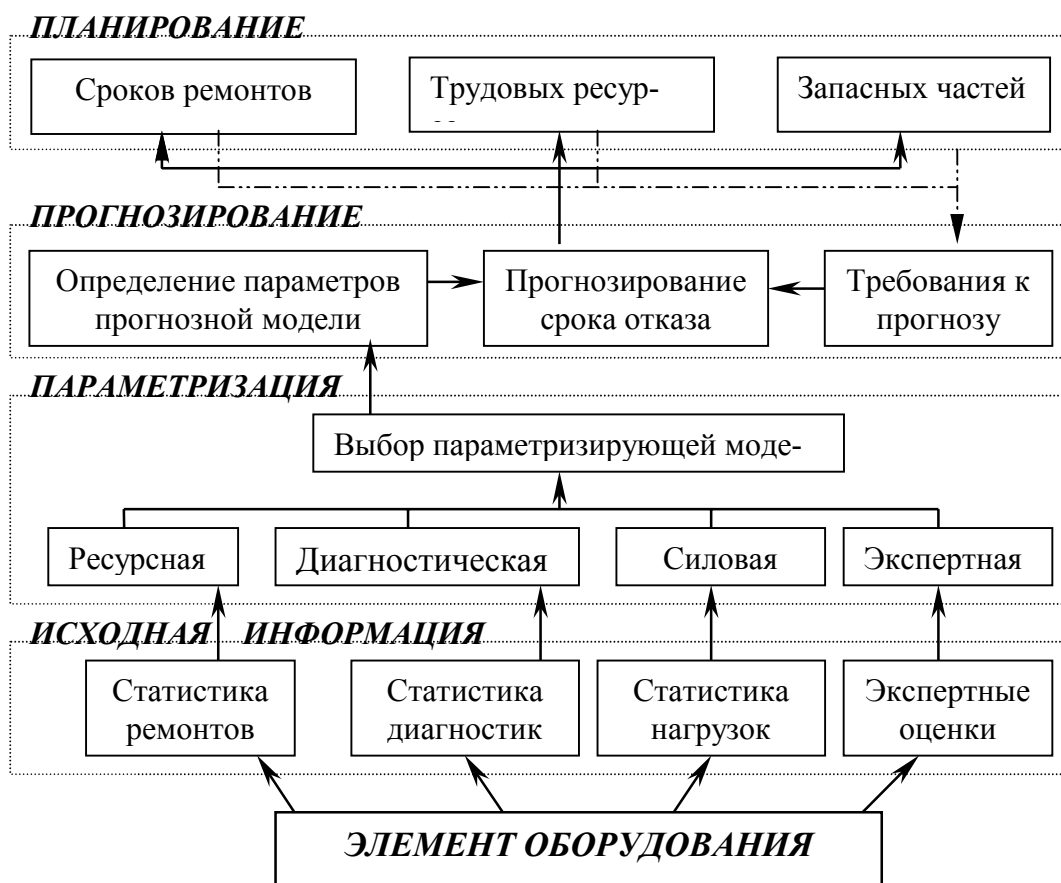 ПЛАНИРОВАНИЕ
Сроков ремонтов
Трудовых ресур-
Запасных частей
ПРОГНОЗИРОВАНИЕ
Определение параметров
прогнозной модели
Прогнозирование
срока отказа
Требования к
прогнозу
ПАРАМЕТРИЗАЦИЯ
Выбор параметризирующей моде-
Ресурсная
Диагностическая
Силовая
Экспертная
ИСХОДНАЯ ИНФОРМАЦИЯ
Статистика
ремонтов
Статистика
диагностик
Статистика
нагрузок
Экспертные
оценки
ЭЛЕМЕНТ ОБОРУДОВАНИЯ